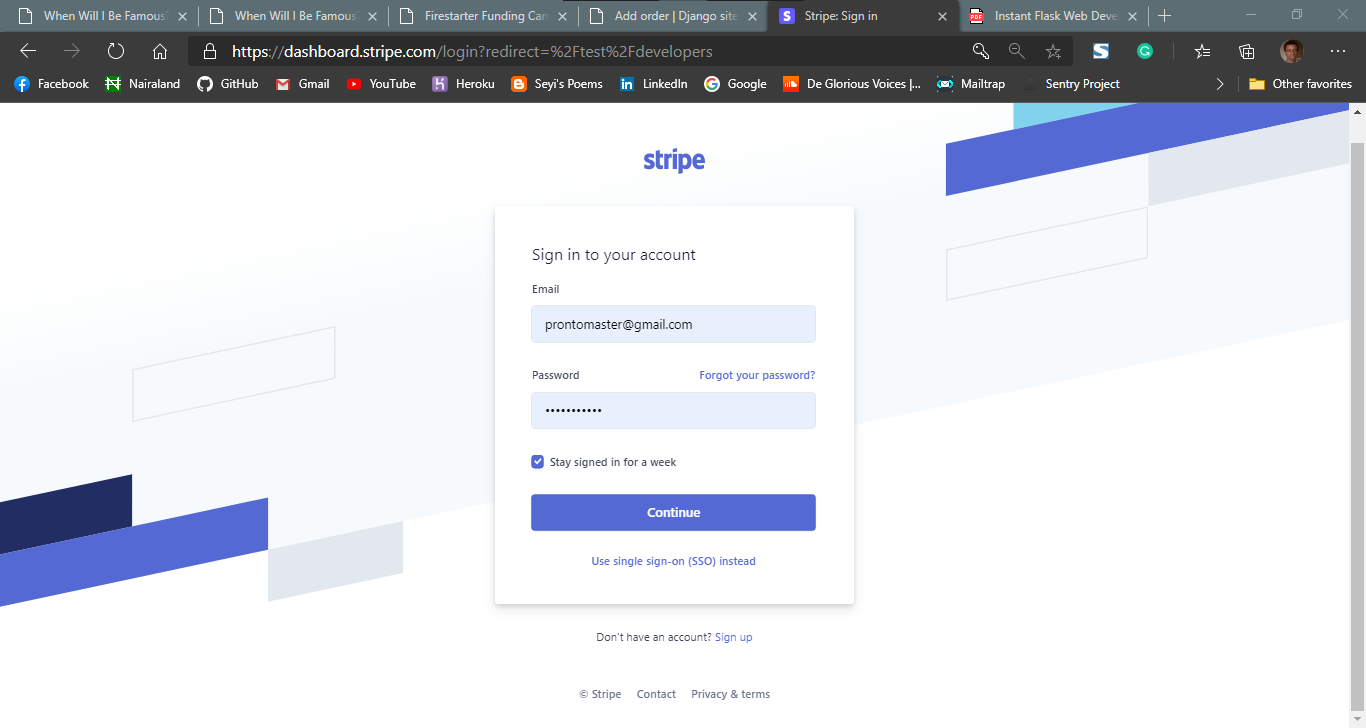 When Will I Be Famous? When Will I Be Famous Firestarter Funding Can Add order | Django site Stripe: Sign in Instant Flask Web Deve
https://dashboard.stripe.com/login?redirect=%2Ftest%2Fdevelopers
Facebook Nairaland GitHub Gmail YouTube Heroku Seyi's Poems LinkedIn Google De Glorious Voices |... Mailtrap Sentry Project Other favorites
stripe
Sign in to your account
Email
prontomaster@gmail.com
Password Forgot your password?
•••••••••••
Stay signed in for a week
Continue
Use single sign-on (SSO) instead
Don't have an account? Sign up
© Stripe Contact Privacy & terms